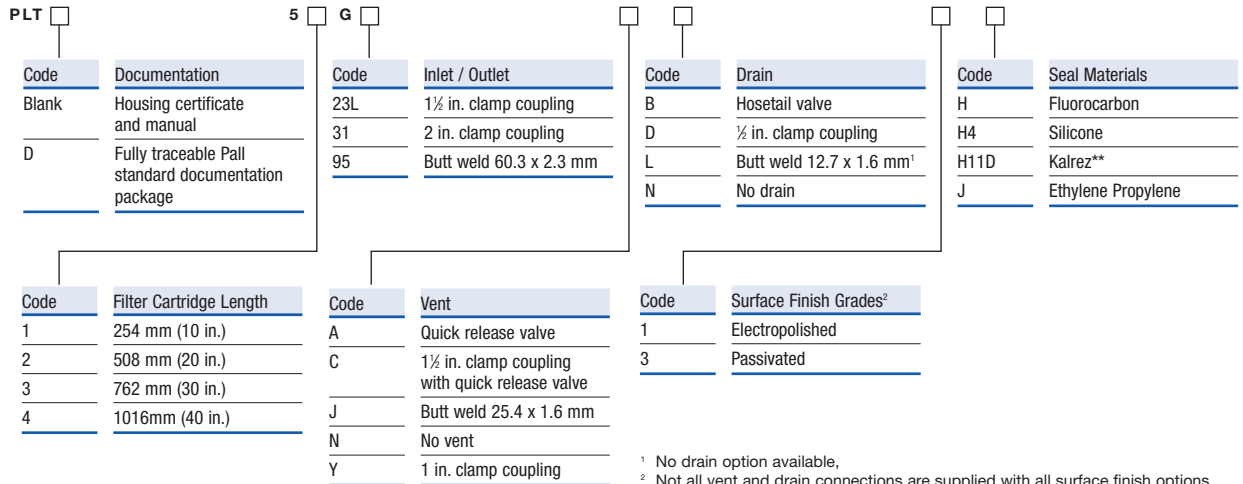 PLT 5 G
Code Documentation
Blank Housing certificate
and manual
D Fully traceable Pall
standard documentation
package
Code Inlet / Outlet
23L 1½ in. clamp coupling
31 2 in. clamp coupling
95 Butt weld 60.3 x 2.3 mm
Code Drain
B Hosetail valve
D ½ in. clamp coupling
L Butt weld 12.7 x 1.6 mm¹
N No drain
Code Seal Materials
H Fluorocarbon
H4 Silicone
H11D Kalrez**
J Ethylene Propylene
Code Filter Cartridge Length
1 254 mm (10 in.)
2 508 mm (20 in.)
3 762 mm (30 in.)
4 1016mm (40 in.)
Code Vent
A Quick release valve
C 1½ in. clamp coupling
with quick release valve
J Butt weld 25.4 x 1.6 mm
N No vent
Y 1 in. clamp coupling
Code Surface Finish Grades²
1 Electropolished
3 Passivated
¹ No drain option available,
² Not all vent and drain connections are supplied with all surface finish options